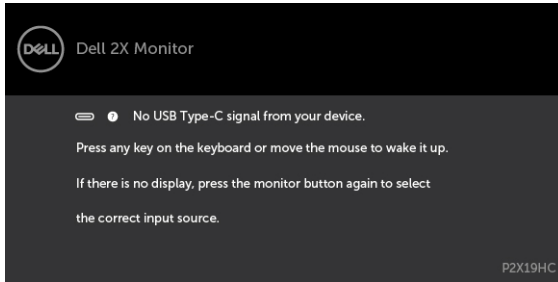 DELL
Dell 2X Monitor
? No USB Type-C signal from your device.
Press any key on the keyboard or move the mouse to wake it up.
If there is no display, press the monitor button again to select
the correct input source.
P2X19HC